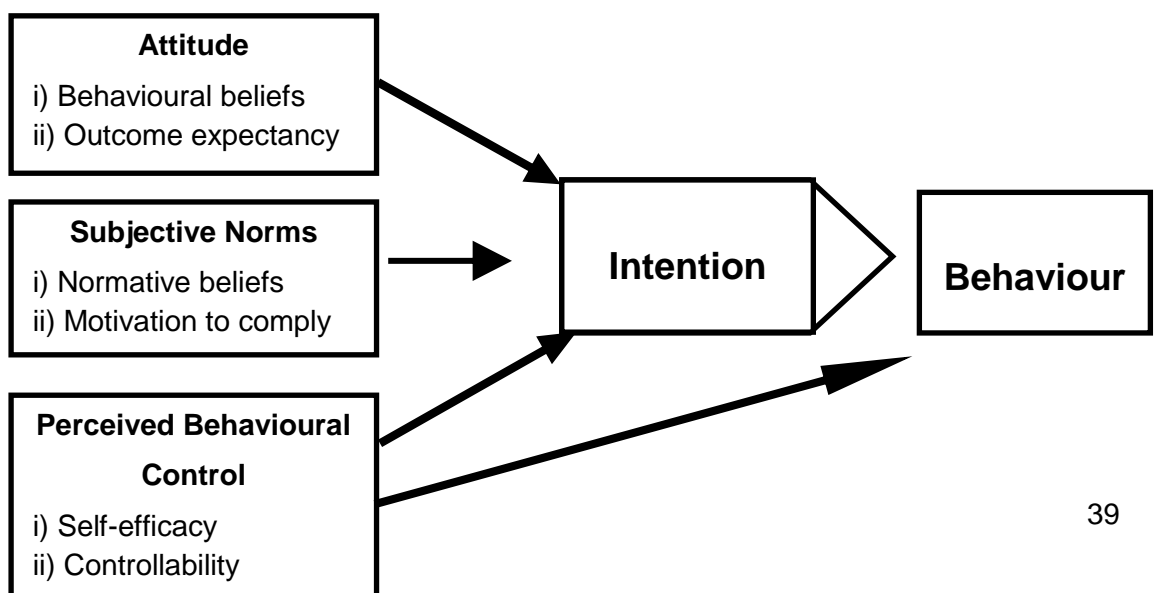 Attitude
i) Behavioural beliefs
ii) Outcome expectancy
Subjective Norms
i) Normative beliefs
ii) Motivation to comply
Perceived Behavioural
Control
i) Self-efficacy
ii) Controllability
Intention
Behaviour
39